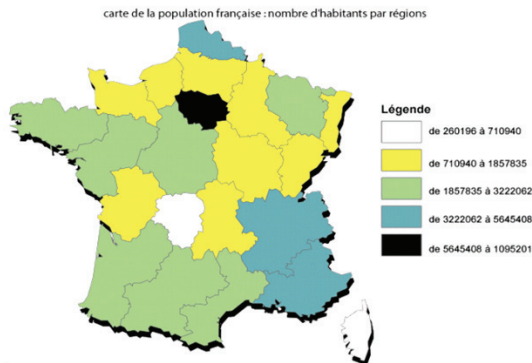 carte de la population française : nombre d'habitants par régions
Légende
de 260196 à 710940
de 710940 à 1857835
de 1857835 à 3222062
de 3222062 à 5645408
de 5645408 à 1095201